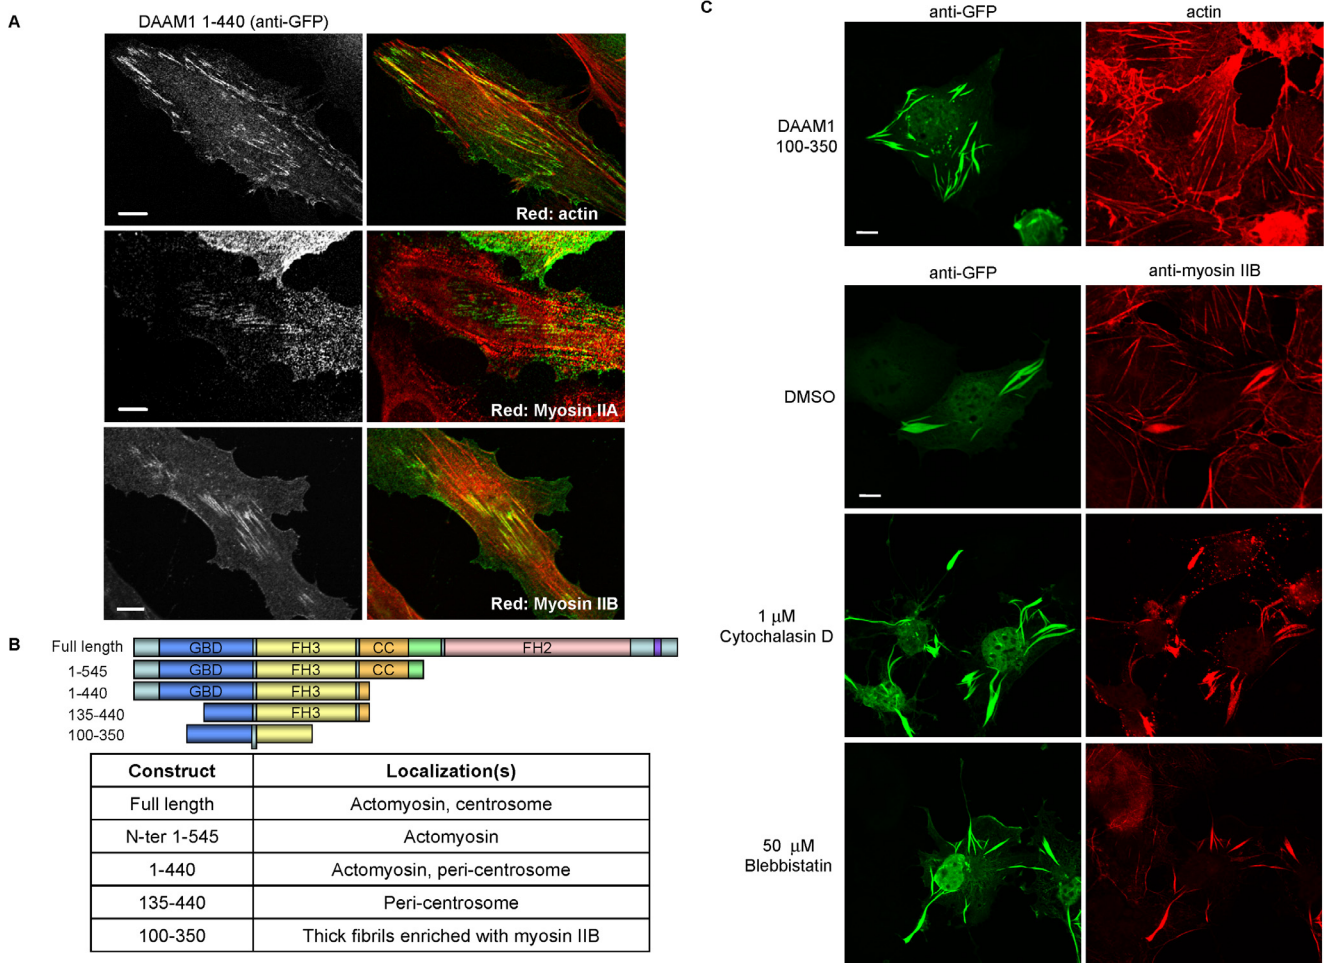 A
DAAM1 1-440 (anti-GFP)
Red: actin
Red: Myosin IIA
Red: Myosin IIB
B
Full length
GBD
FH3
CC
FH2
1-545
GBD
FH3
CC
1-440
GBD
FH3
135-440
FH3
100-350
Construct Localization(s)
Full length Actomyosin, centrosome
N-ter 1-545 Actomyosin
1-440 Actomyosin, peri-centrosome
135-440 Peri-centrosome
100-350 Thick fibrils enriched with myosin IIB
C
anti-GFP
actin
DAAM1
100-350
anti-GFP
anti-myosin IIB
DMSO
1 μM
Cytochalasin D
50 μM
Blebbistatin